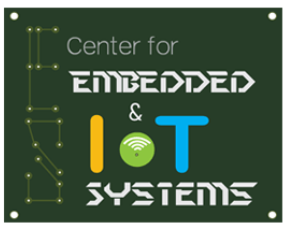 Center for
EMBEDDED
&
IoT
SYSTEMS